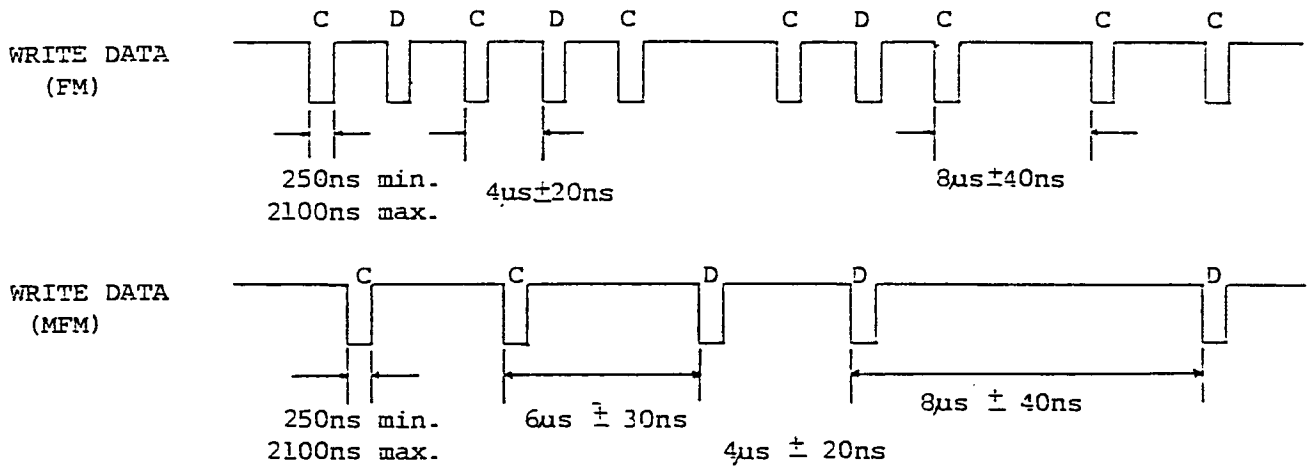 C D C D C C D C C C
WRITE DATA
(FM)
250ns min.
2100ns max.
4µs±20ns
8µs±40ns
C C D D D
WRITE DATA
(MFM)
250ns min.
2100ns max.
6µs ± 30ns
4µs ± 20ns
8µs ± 40ns